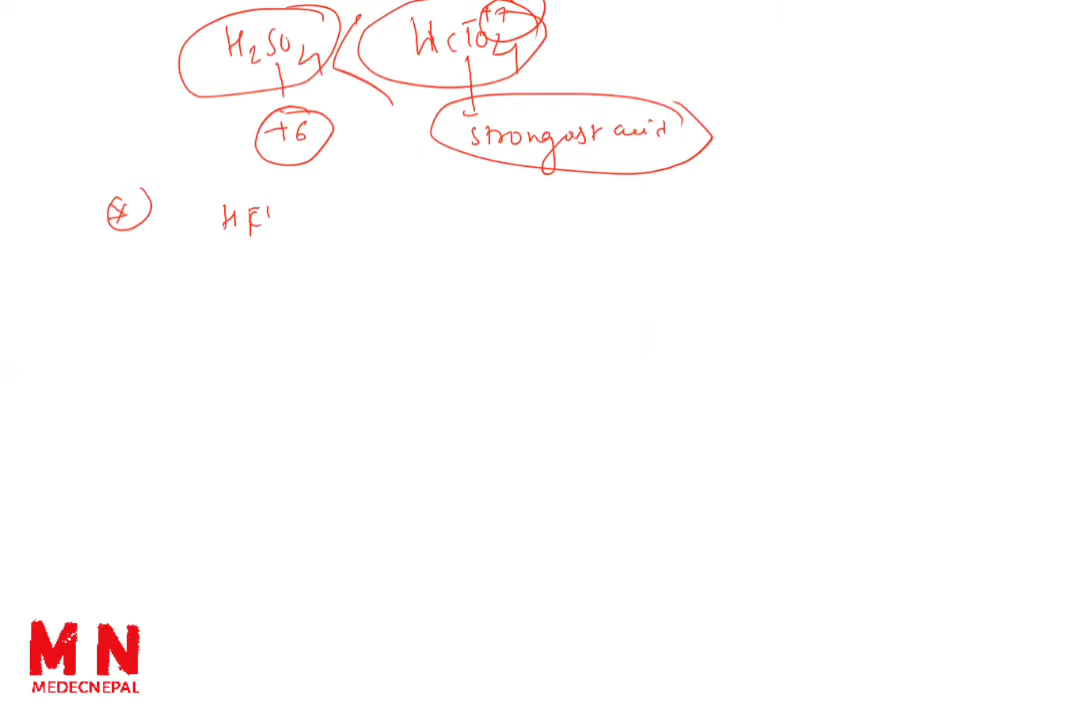 H2SO4 < HClO4 +7
+6 strongest acid
HF
MN
MEDECNEPAL